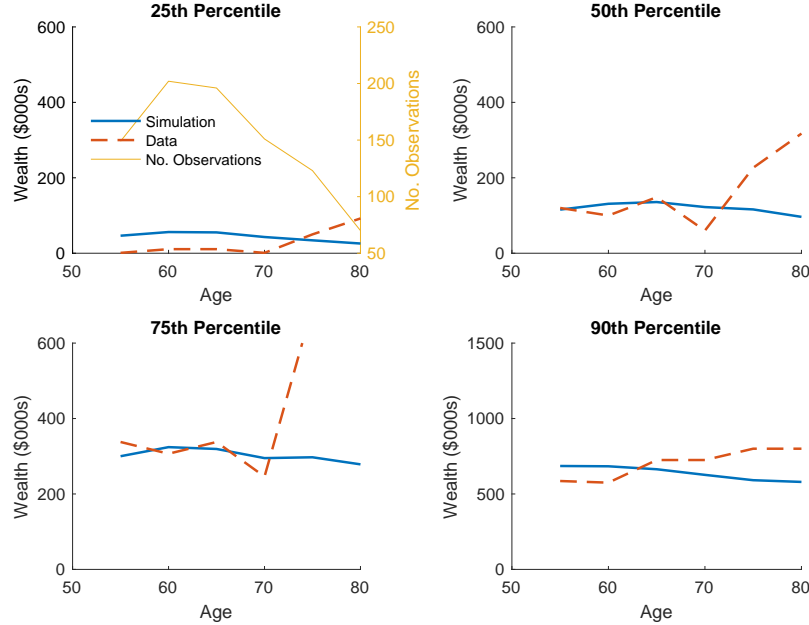 25th Percentile
600
400
200
0
Wealth ($000s)
250
200
150
100
50
No. Observations
Simulation
Data
No. Observations
50
60
70
80
Age
50th Percentile
600
400
200
0
Wealth ($000s)
50
60
70
80
Age
75th Percentile
600
400
200
0
Wealth ($000s)
50
60
70
80
Age
90th Percentile
1500
1000
500
0
Wealth ($000s)
50
60
70
80
Age